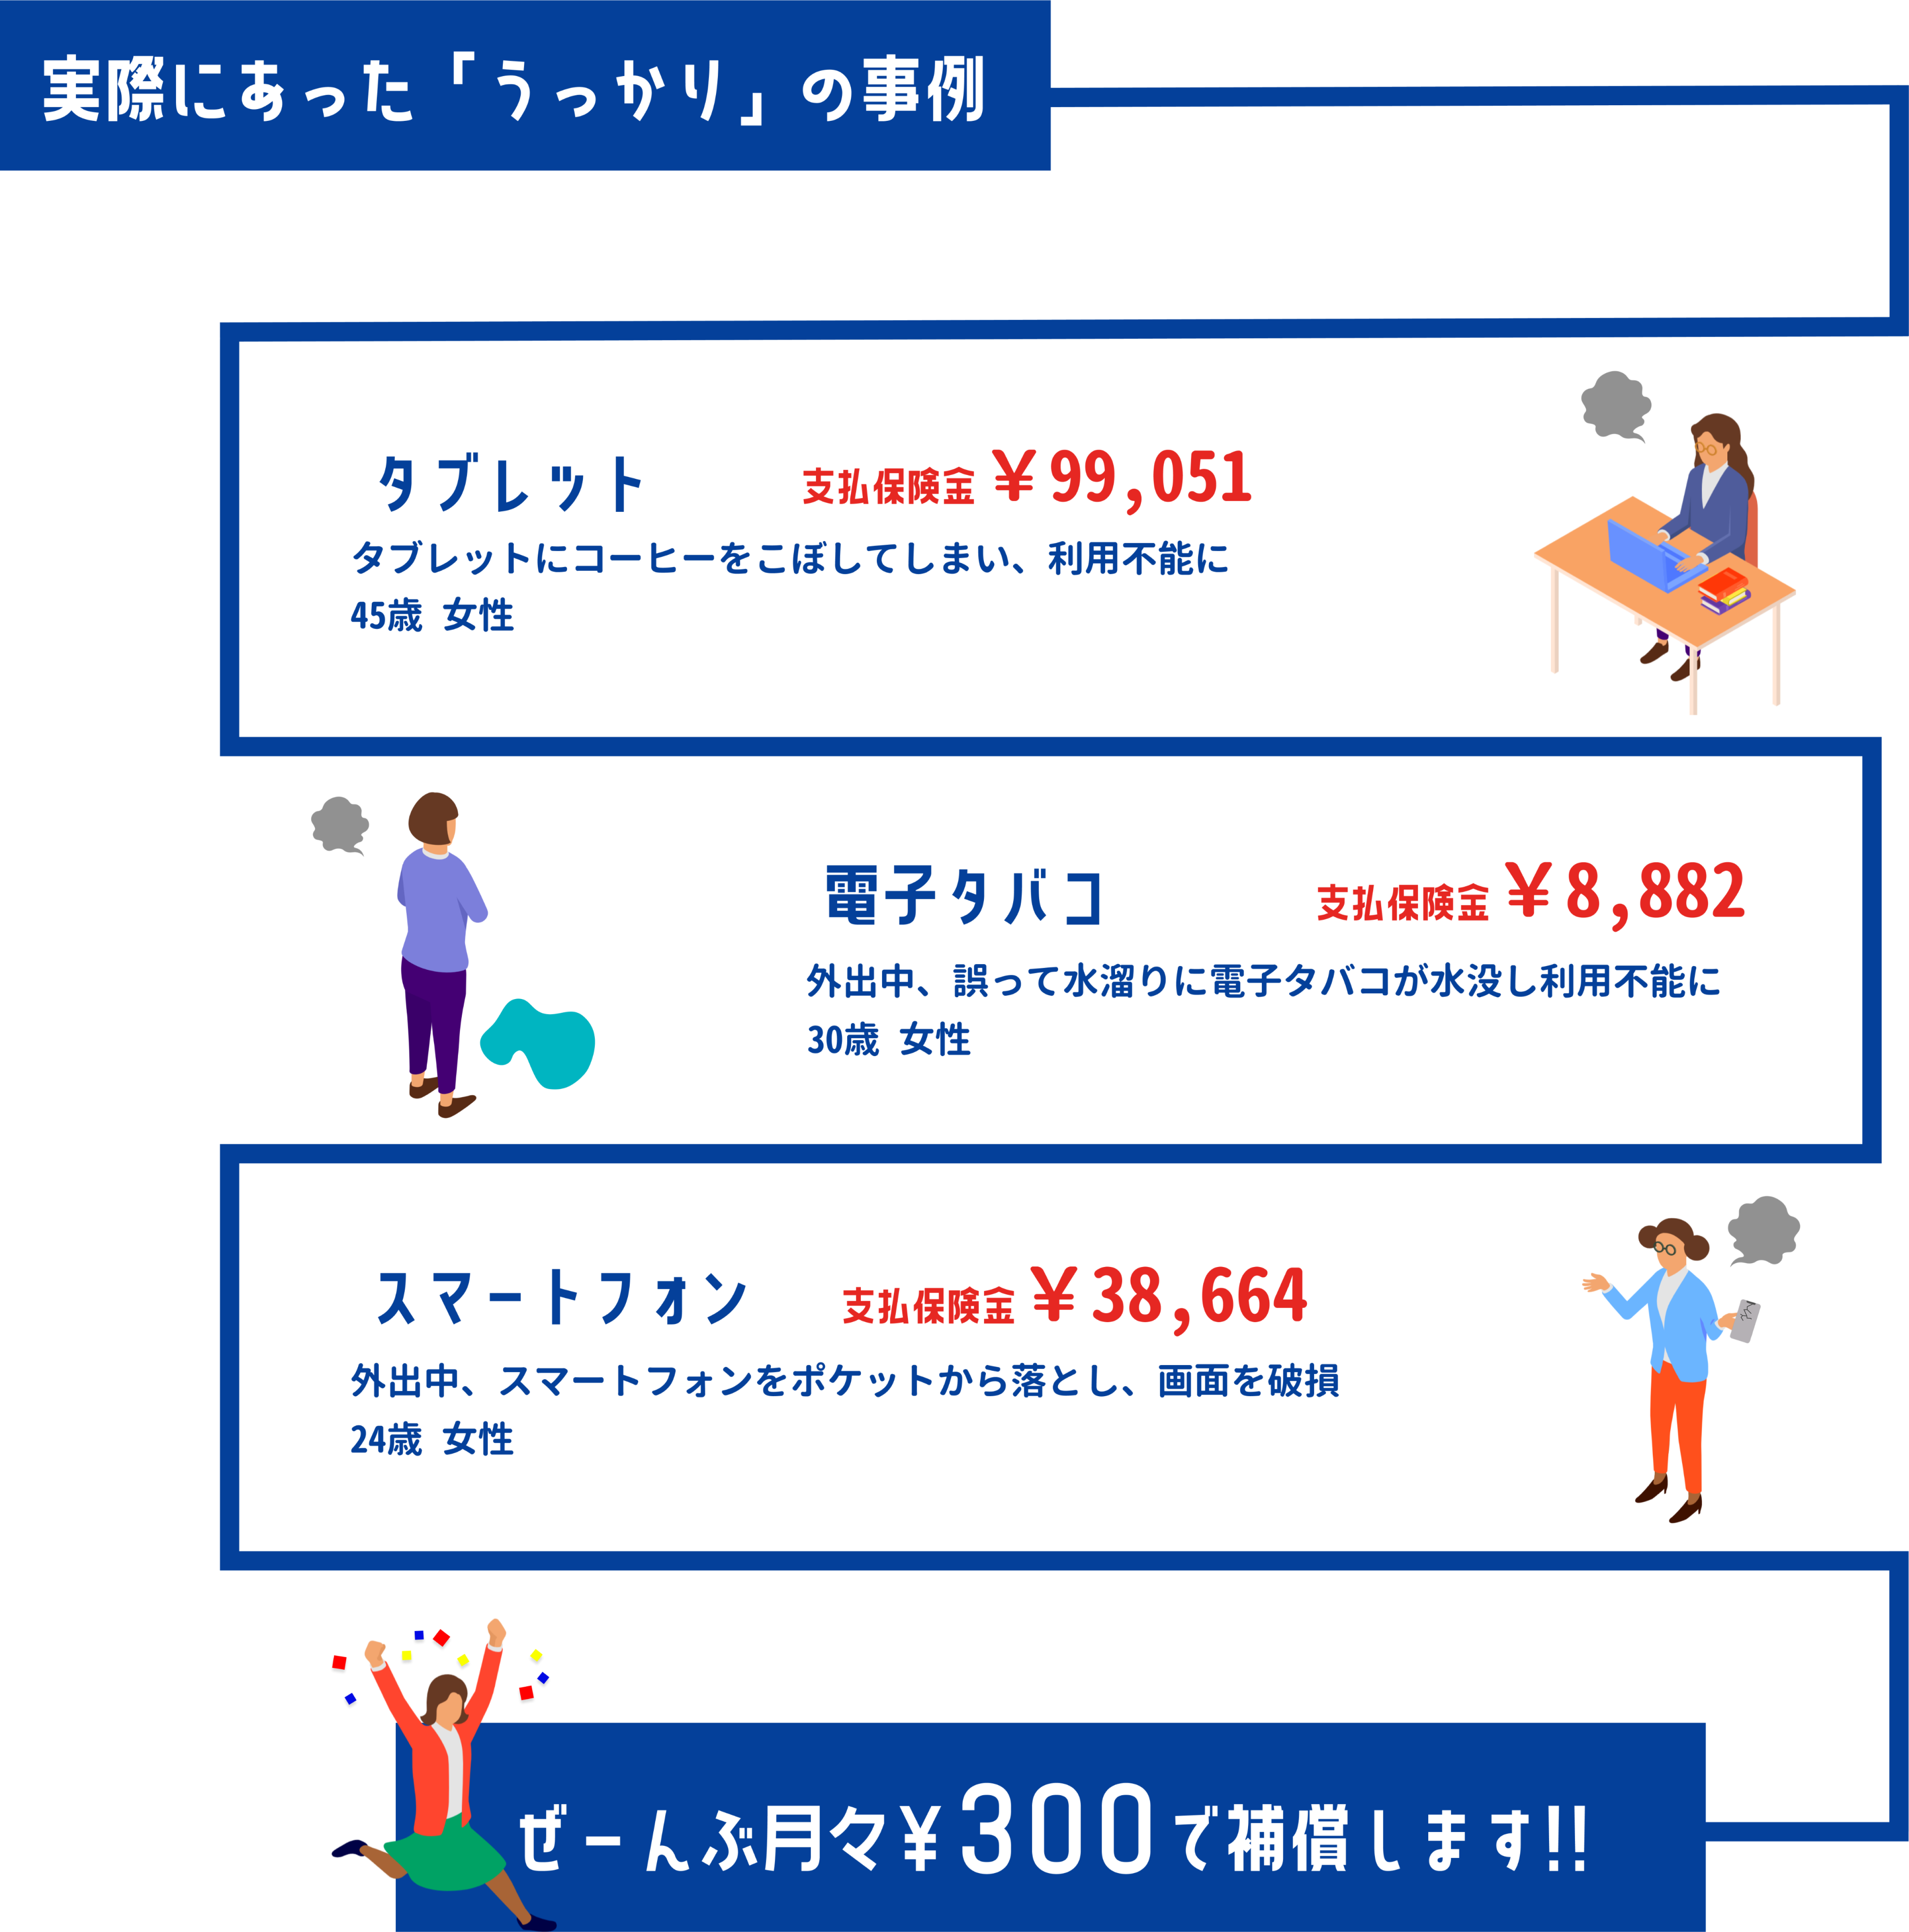 実際にあった「うっかり」の事例
タブレット 支払保険金 ￥99,051
タブレットにコーヒーをこぼしてしまい、利用不能に
45歳 女性
電子タバコ 支払保険金 ￥8,882
外出中、誤って水溜りに電子タバコが水没し利用不能に
30歳 女性
スマートフォン 支払保険金 ￥38,664
外出中、スマートフォンをポケットから落とし、画面を破損
24歳 女性
ぜーんぶ月々¥300で補償します!!